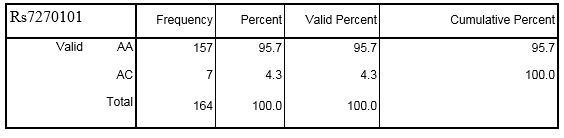 Rs7270101 Frequency Percent Valid Percent Cumulative Percent
Valid AA 157 95.7 95.7 95.7
AC 7 4.3 4.3 100.0
Total 164 100.0 100.0